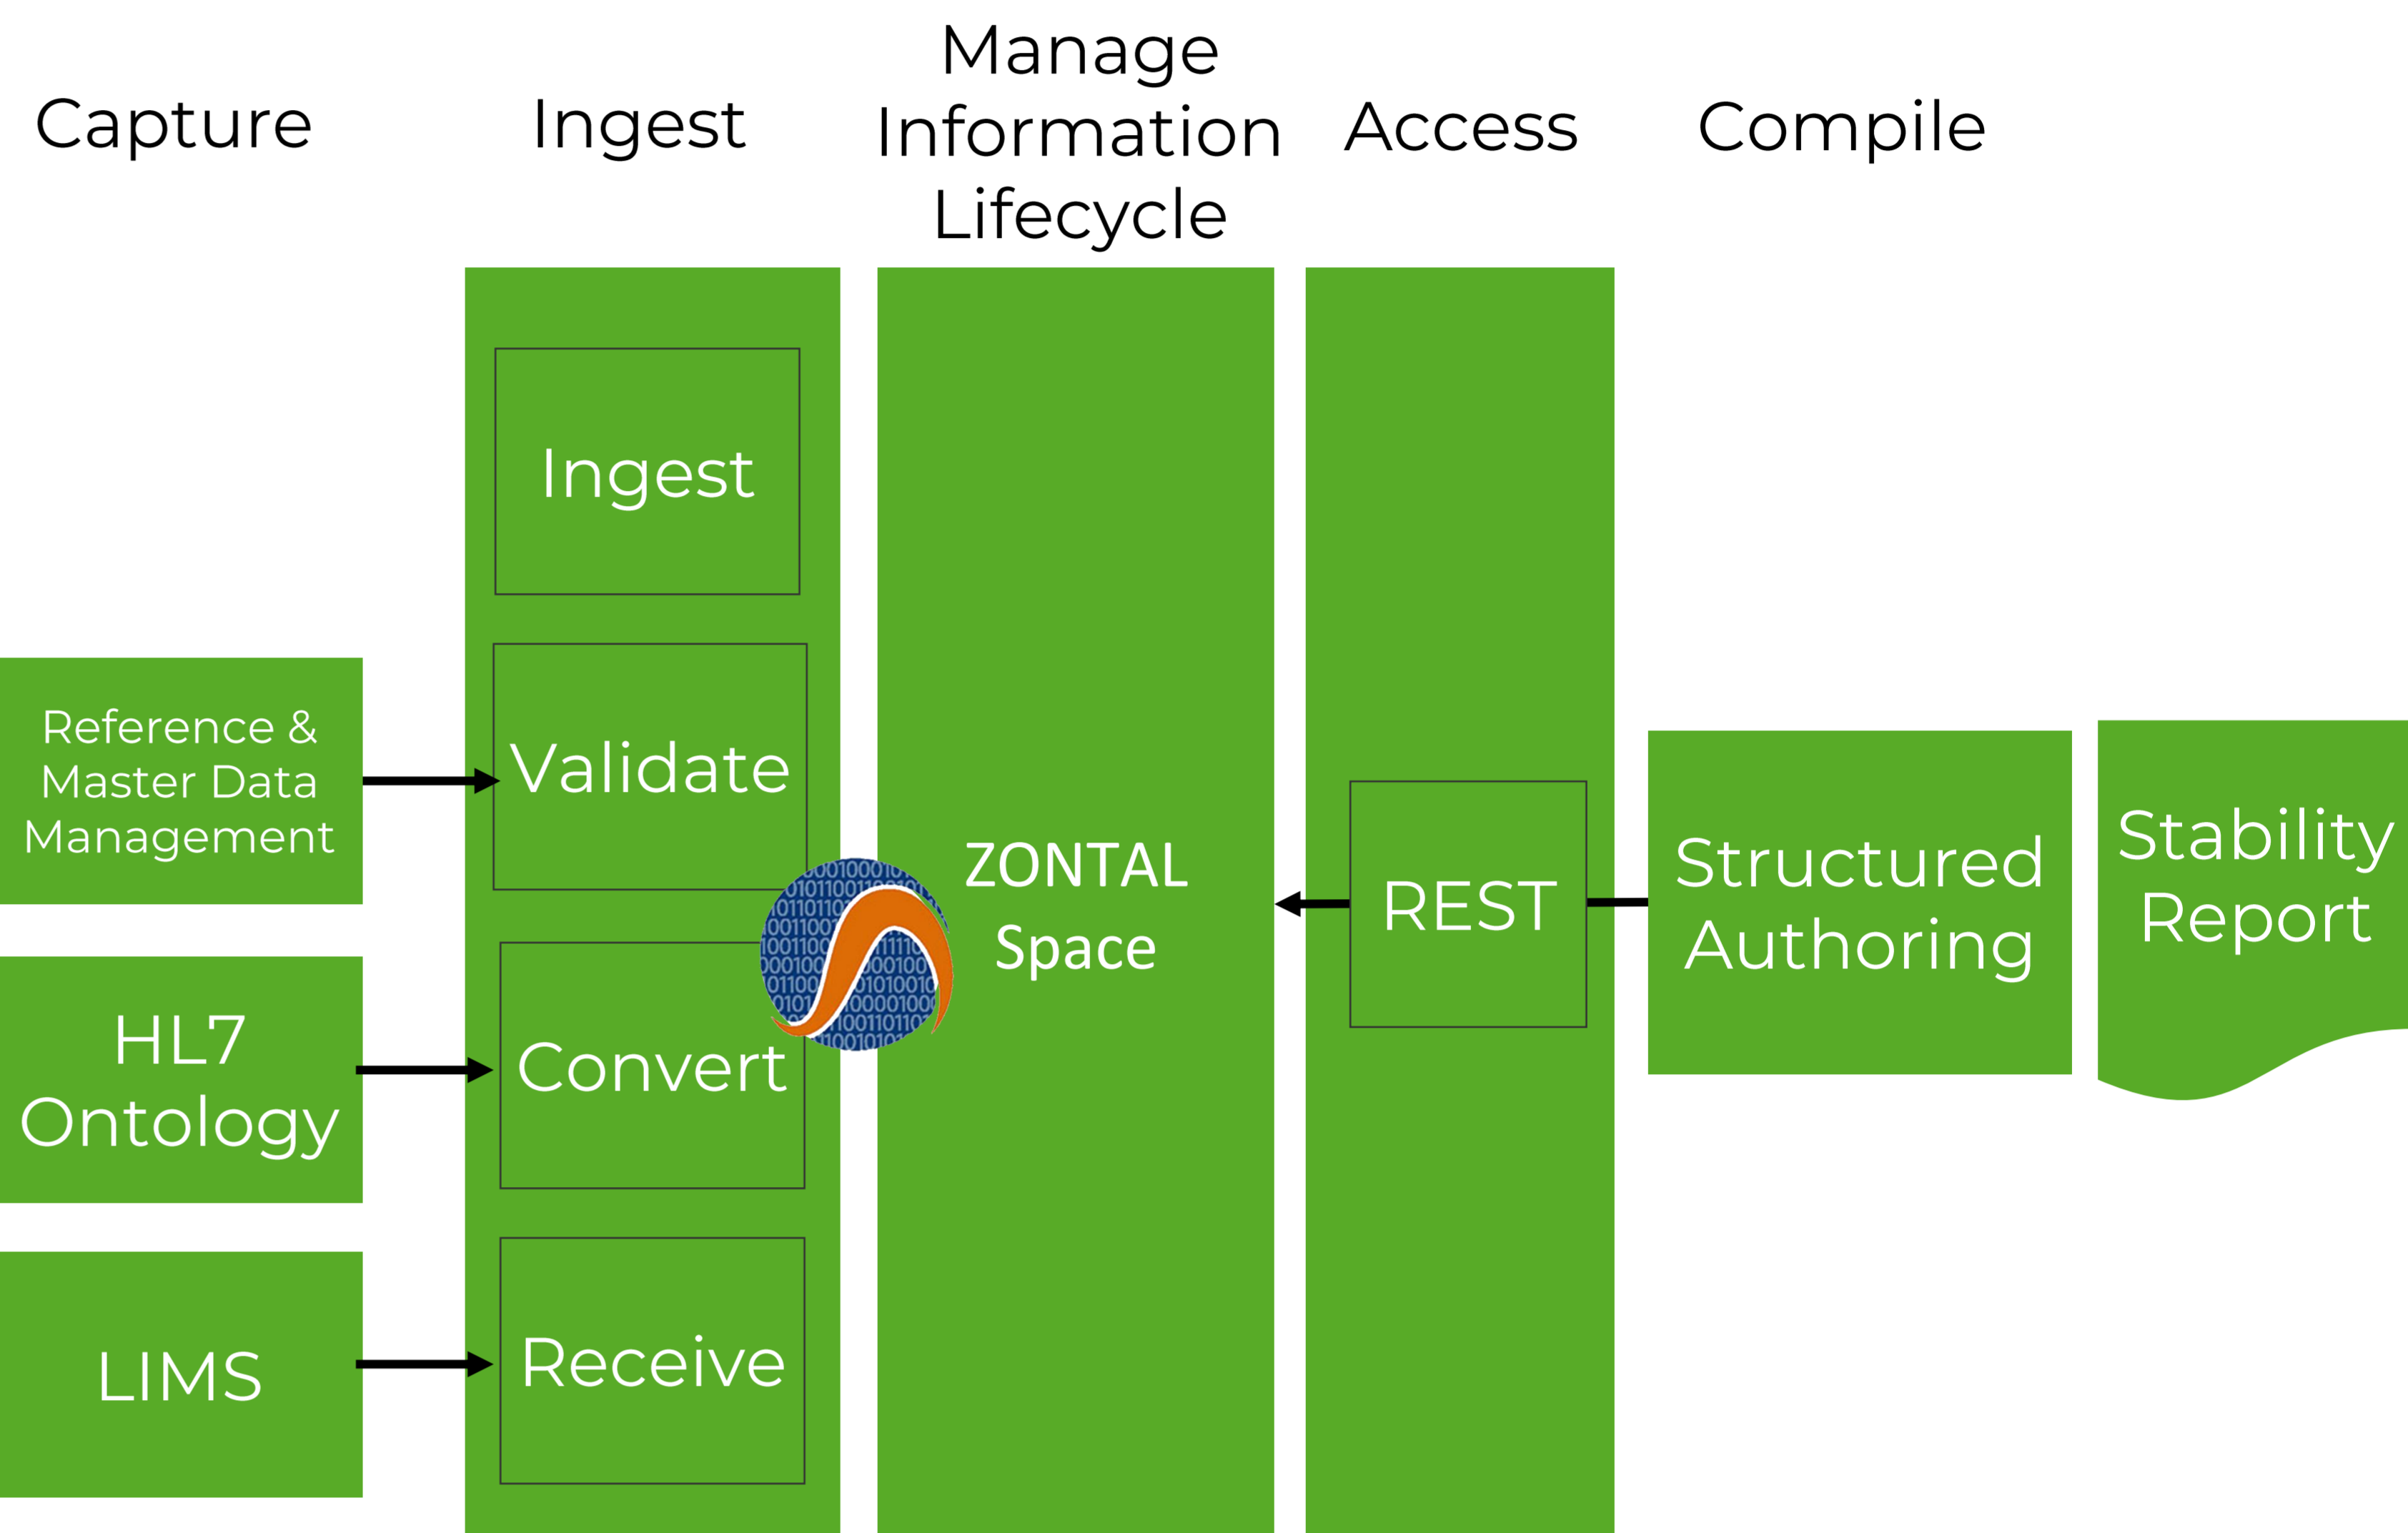 Capture
Ingest
Manage
Information
Lifecycle
Access
Compile
Ingest
Validate
Convert
Receive
Reference &
Master Data
Management
HL7
Ontology
LIMS
ZONTAL
Space
REST
Structured
Authoring
Stability
Report